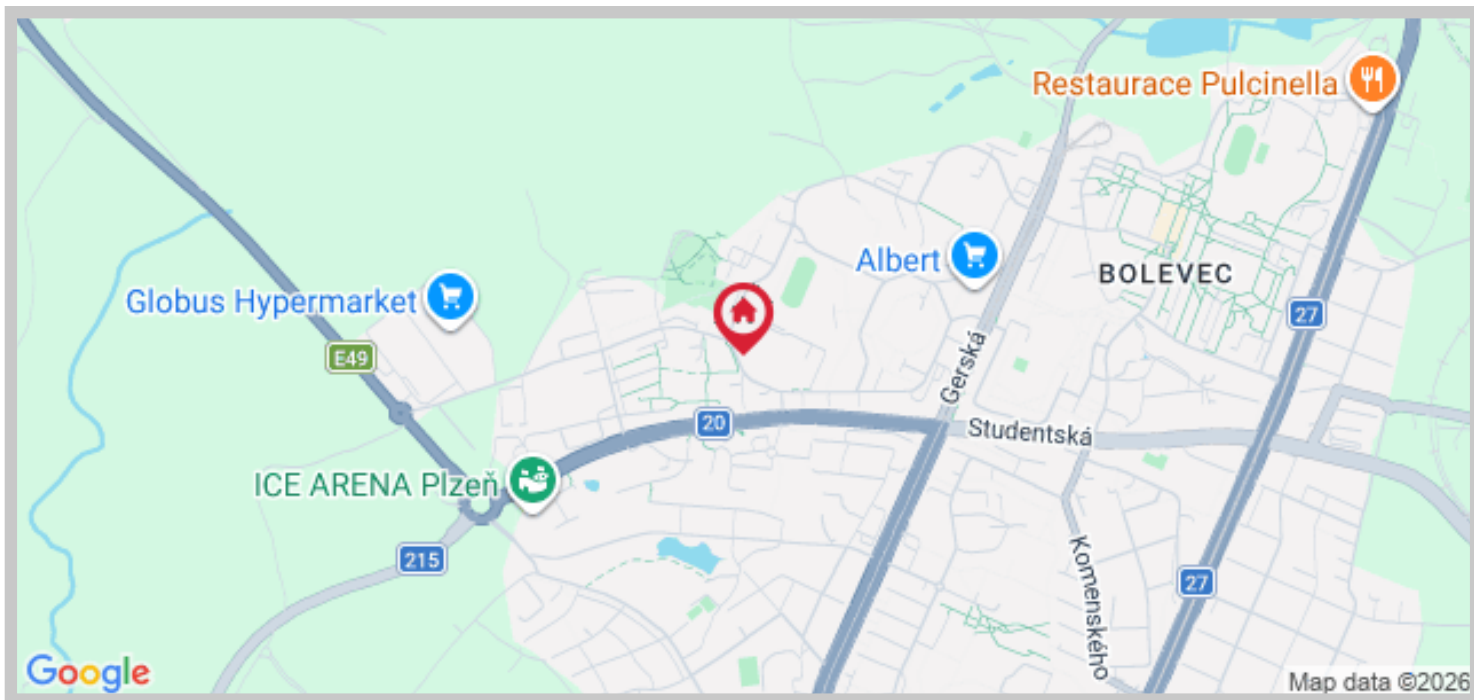 Restaurace Pulcinella
Albert
BOLEVEC
Globus Hypermarket
27
E49
Gerská
20
Studentská
ICE ARENA Plzeň
215
Komenského
27
Google
Map data ©2026